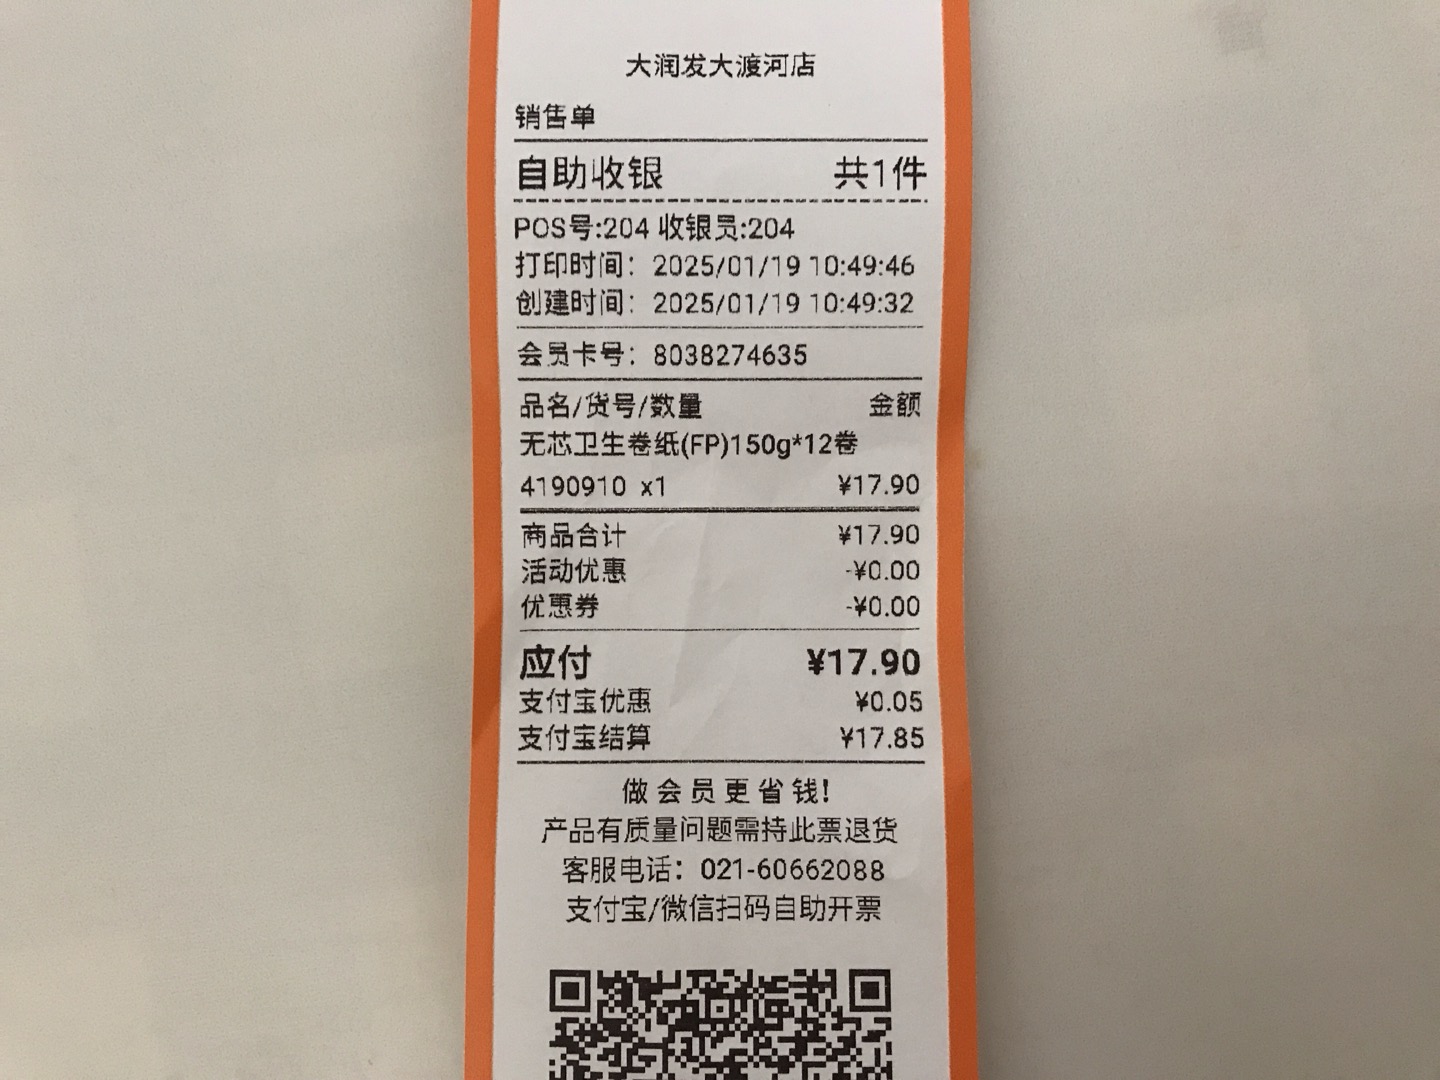 大润发大渡河店
销售单
自助收银 共1件
POS号:204 收银员:204
打印时间：2025/01/19 10:49:46
创建时间：2025/01/19 10:49:32
会员卡号：8038274635
品名/货号/数量 金额
无芯卫生卷纸(FP)150g*12卷
4190910 x1 ¥17.90
商品合计 ¥17.90
活动优惠 -¥0.00
优惠券 -¥0.00
应付 ¥17.90
支付宝优惠 ¥0.05
支付宝结算 ¥17.85
做会员更省钱!
产品有质量问题需持此票退货
客服电话：021-60662088
支付宝/微信扫码自助开票